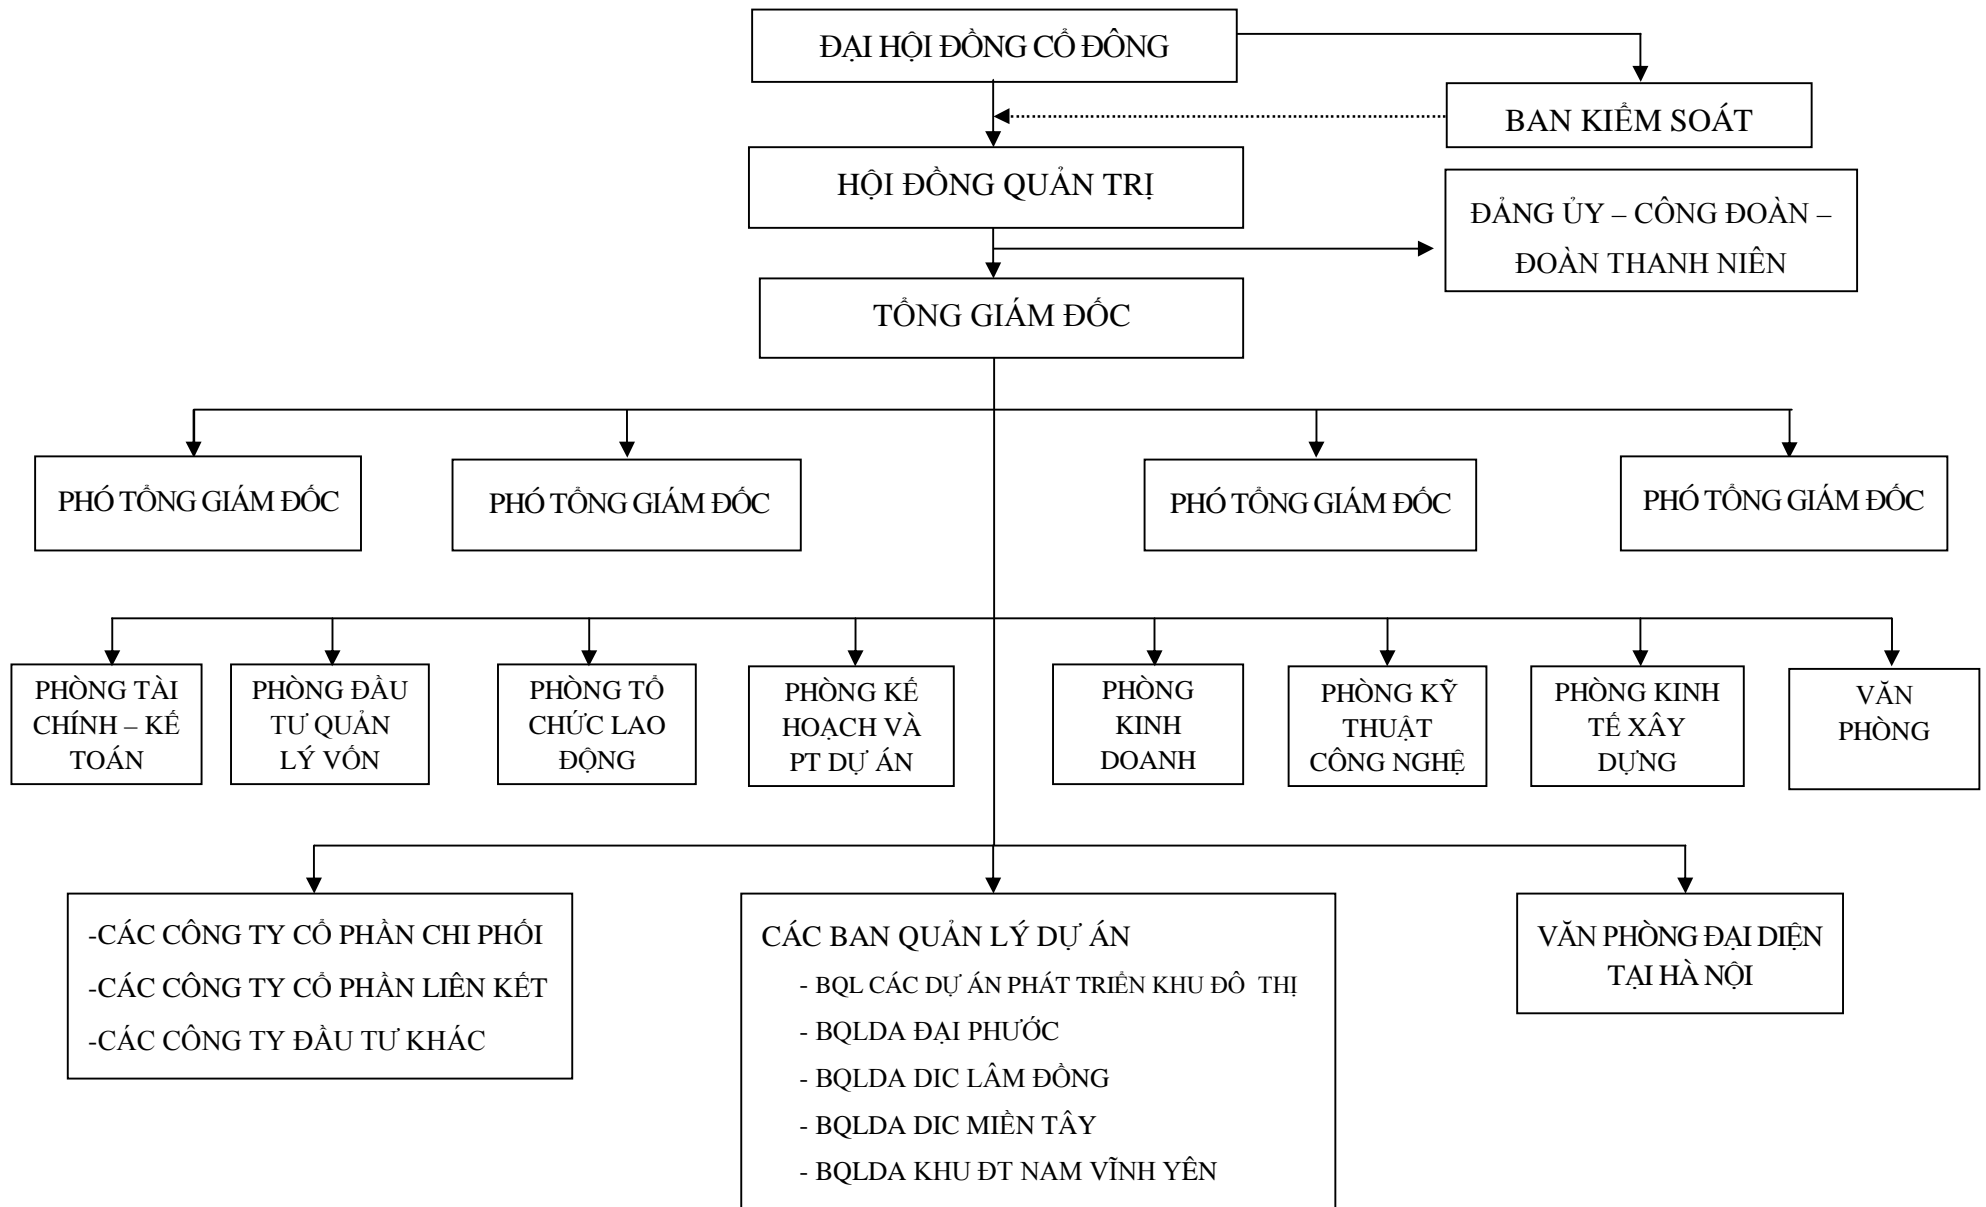 ĐẠI HỘI ĐỒNG CỔ ĐÔNG
BAN KIỂM SOÁT
HỘI ĐỒNG QUẢN TRỊ
ĐẢNG ỦY – CÔNG ĐOÀN –
ĐOÀN THANH NIÊN
TỔNG GIÁM ĐỐC
PHÓ TỔNG GIÁM ĐỐC
PHÓ TỔNG GIÁM ĐỐC
PHÓ TỔNG GIÁM ĐỐC
PHÓ TỔNG GIÁM ĐỐC
PHÒNG TÀI
CHÍNH – KẾ
TOÁN
PHÒNG ĐẦU
TƯ QUẢN
LÝ VỐN
PHÒNG TỔ
CHỨC LAO
ĐỘNG
PHÒNG KẾ
HOẠCH VÀ
PT DỰ ÁN
PHÒNG
KINH
DOANH
PHÒNG KỸ
THUẬT
CÔNG NGHỆ
PHÒNG KINH
TẾ XÂY
DỰNG
VĂN
PHÒNG
-CÁC CÔNG TY CỔ PHẦN CHI PHỐI
-CÁC CÔNG TY CỔ PHẦN LIÊN KẾT
-CÁC CÔNG TY ĐẦU TƯ KHÁC
CÁC BAN QUẢN LÝ DỰ ÁN
- BQL CÁC DỰ ÁN PHÁT TRIỂN KHU ĐÔ THỊ
- BQLDA ĐẠI PHƯỚC
- BQLDA DIC LÂM ĐỒNG
- BQLDA DIC MIỀN TÂY
- BQLDA KHU ĐT NAM VĨNH YÊN
VĂN PHÒNG ĐẠI DIỆN
TẠI HÀ NỘI